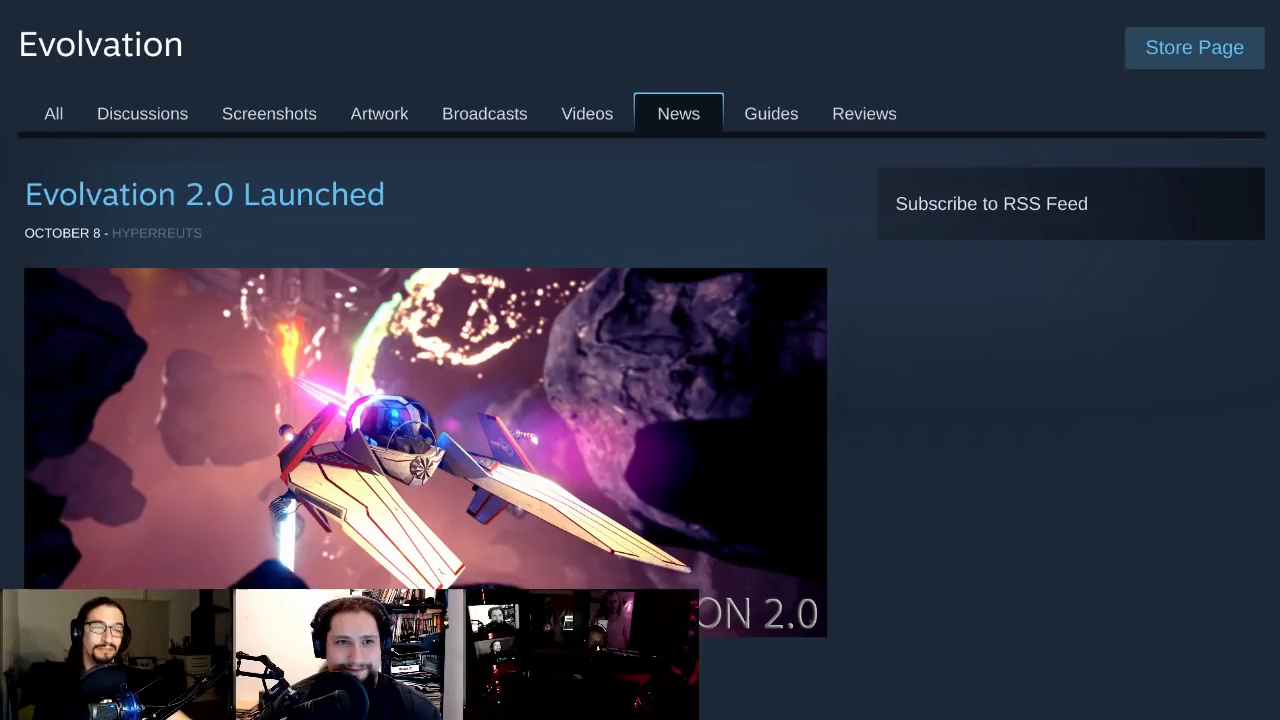 Evolvation
Store Page
All Discussions Screenshots Artwork Broadcasts Videos News Guides Reviews
Evolvation 2.0 Launched
OCTOBER 8 - HYPERREUTS
Subscribe to RSS Feed
ON 2.0